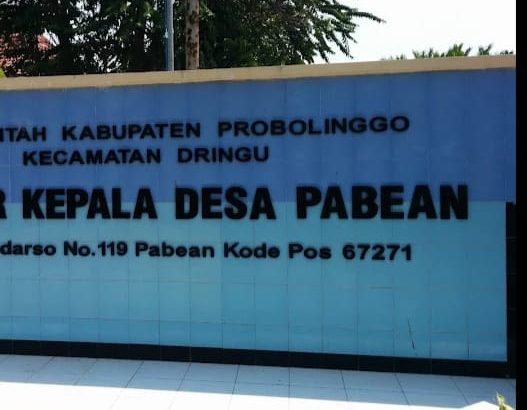 NTAH KABUPATEN PROBOLINGGO
KECAMATAN DRINGU
R KEPALA DESA PABEAN
darso No.119 Pabean Kode Pos 67271